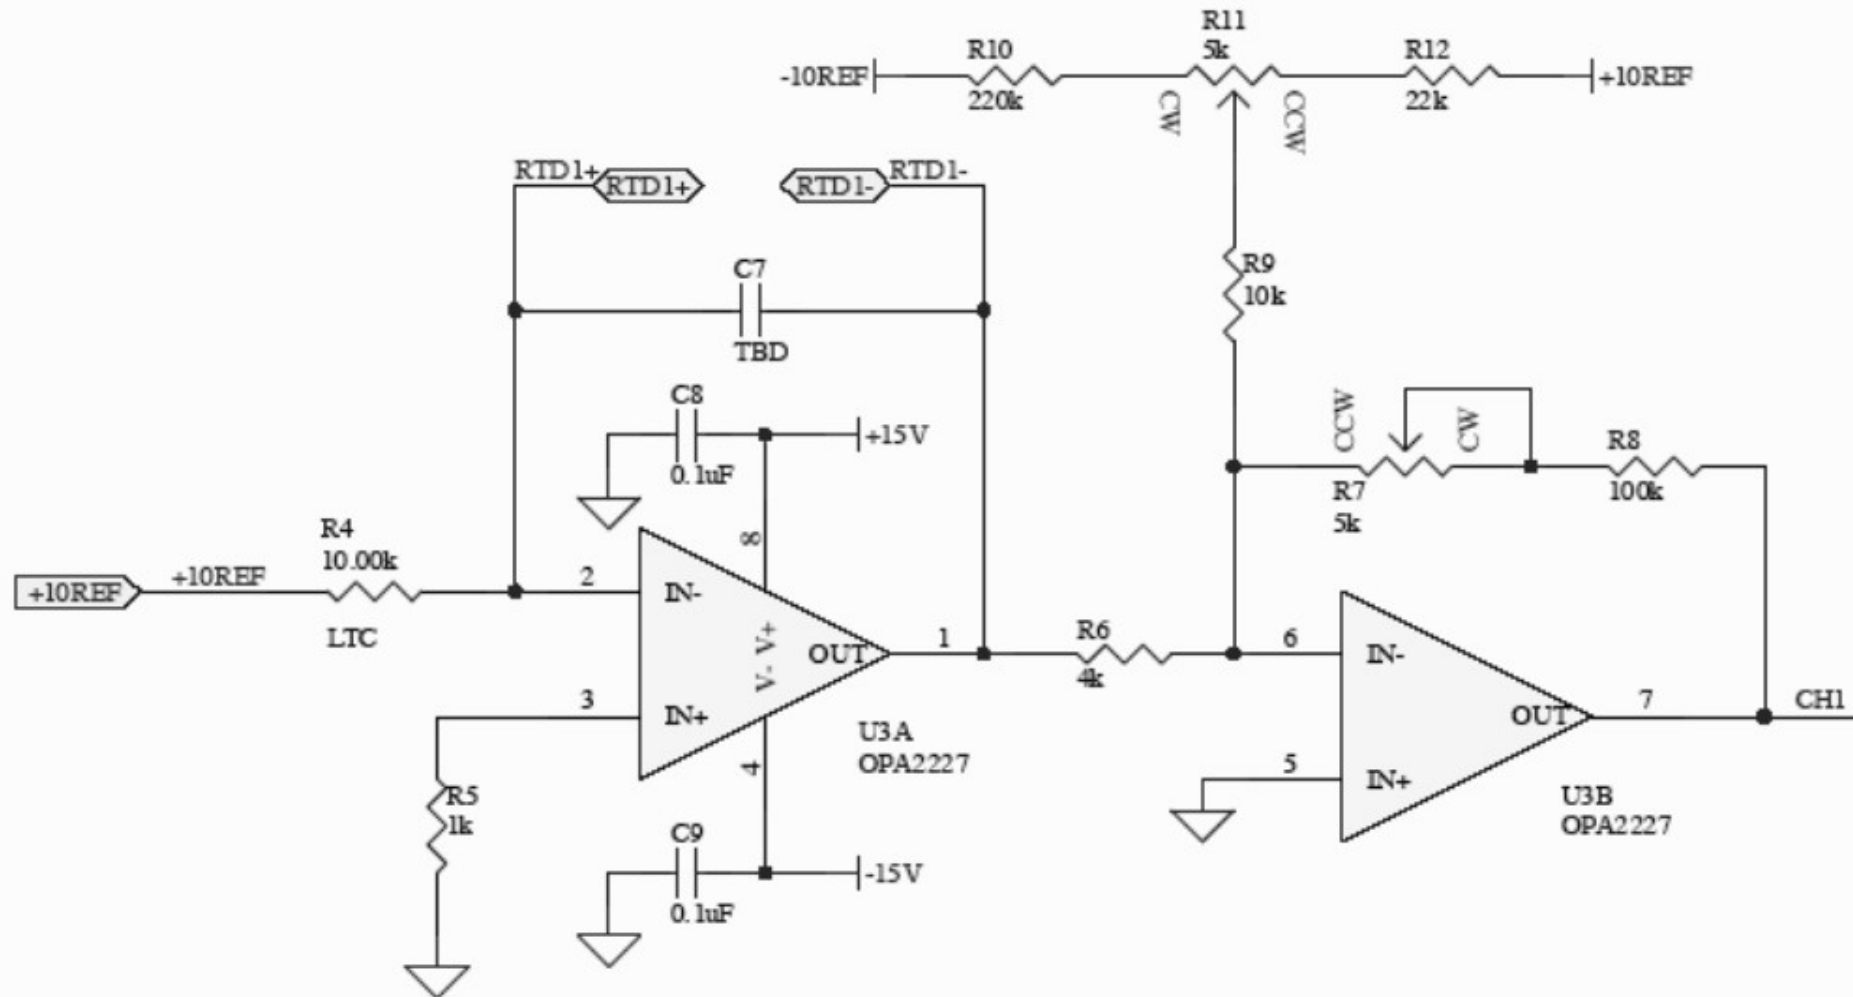 R11
5k
R10
220k
R12
22k
-10REF
+10REF
CW
CCW
RTD1+
RTD1+
RTD1-
RTD1-
R9
10k
C7
TBD
C8
0.1uF
+15V
CCW
CW
R7
5k
R8
100k
R4
10.00k
+10REF
+10REF
LTC
2
IN-
8
V- V+
OUT
1
R6
4k
6
IN-
3
IN+
4
U3A
OPA2227
OUT
7
CH1
5
IN+
U3B
OPA2227
R5
1k
C9
0.1uF
-15V